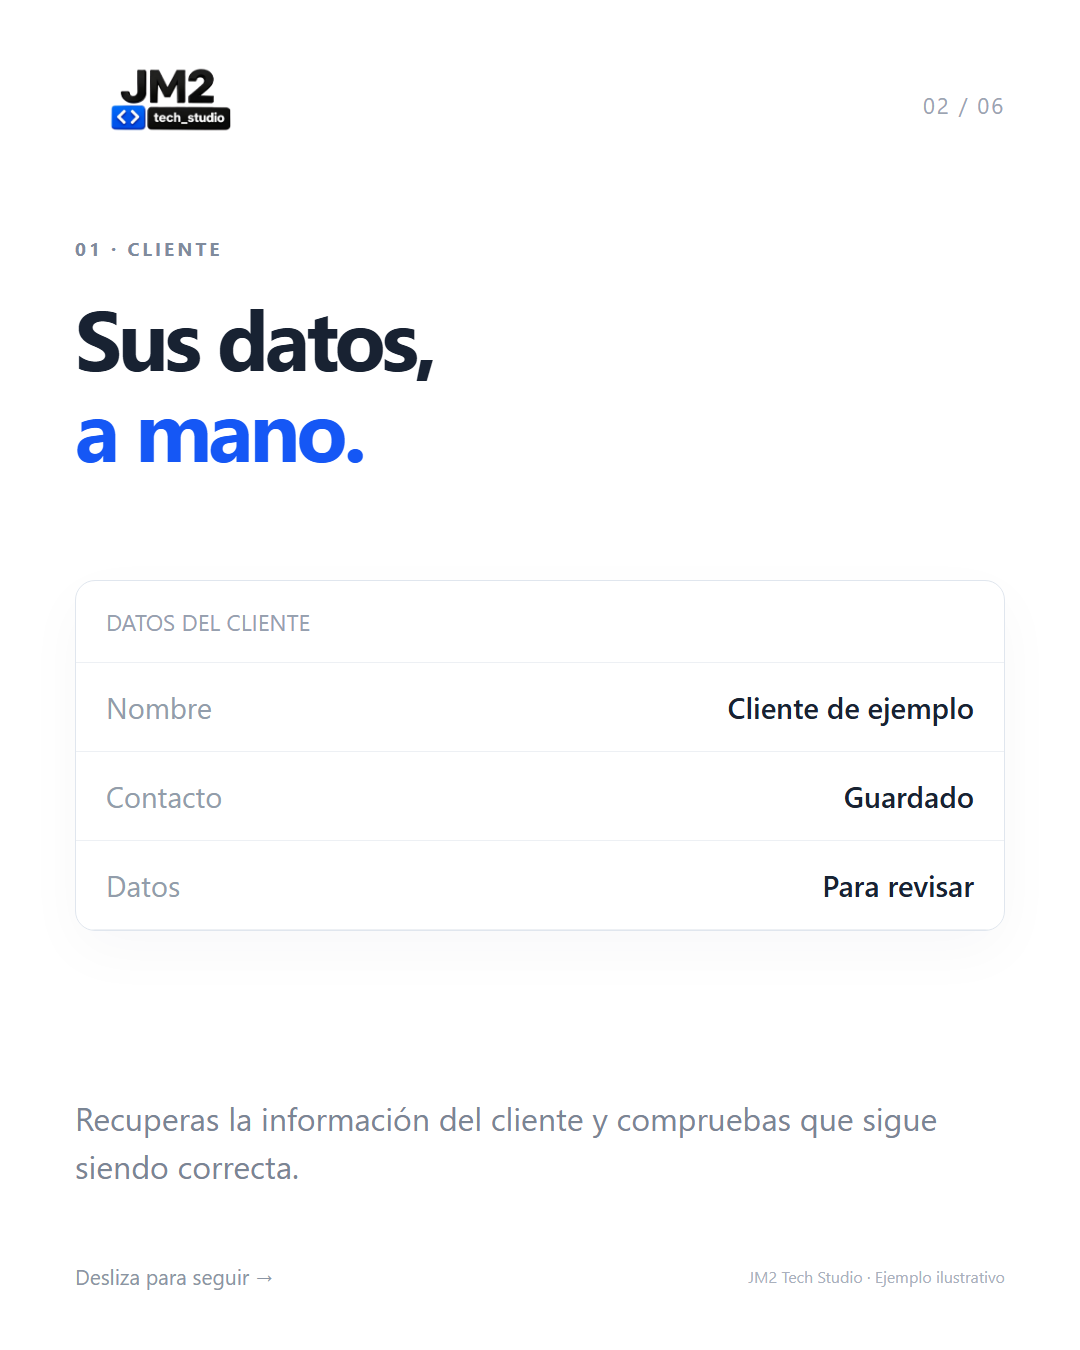 JM2
<> tech_studio
02 / 06
01 · CLIENTE
Sus datos,
a mano.
DATOS DEL CLIENTE
Nombre Cliente de ejemplo
Contacto Guardado
Datos Para revisar
Recuperas la información del cliente y compruebas que sigue
siendo correcta.
Desliza para seguir →
JM2 Tech Studio · Ejemplo ilustrativo